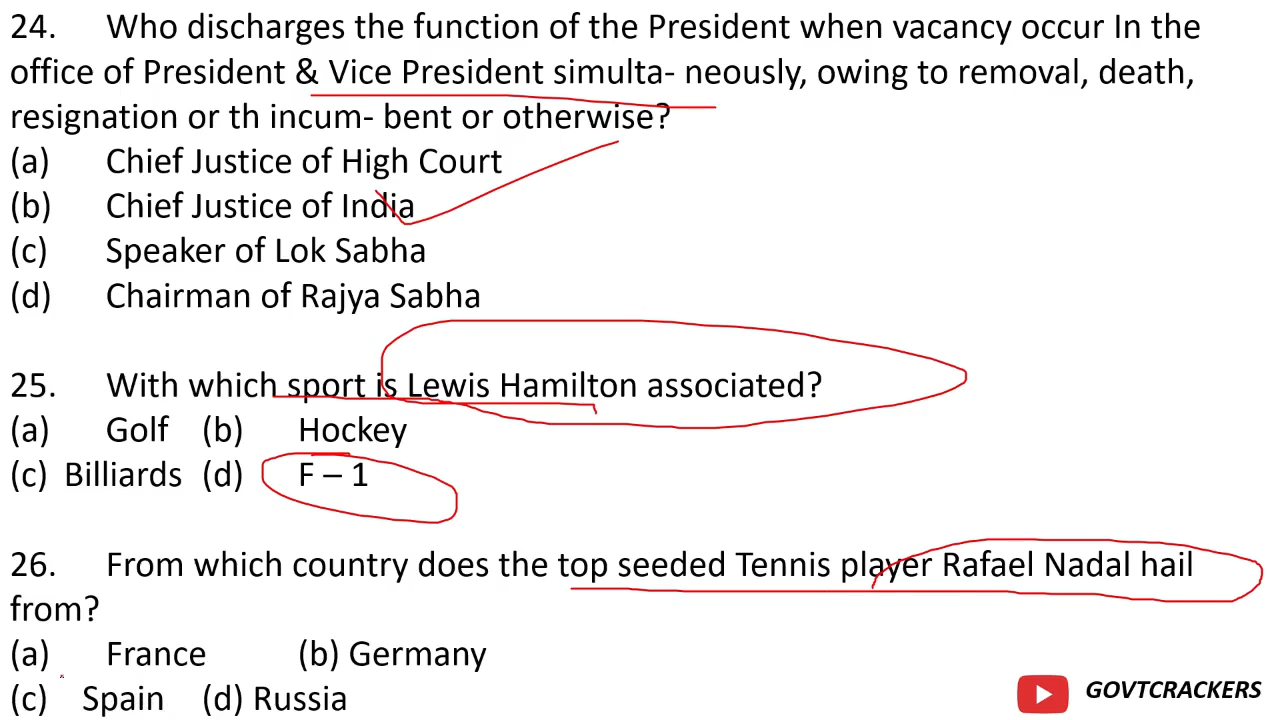 24. Who discharges the function of the President when vacancy occur In the
office of President & Vice President simulta- neously, owing to removal, death,
resignation or th incum- bent or otherwise?
(a) Chief Justice of High Court
(b) Chief Justice of India
(c) Speaker of Lok Sabha
(d) Chairman of Rajya Sabha
25. With which sport is Lewis Hamilton associated?
(a) Golf (b) Hockey
(c) Billiards (d) F – 1
26. From which country does the top seeded Tennis player Rafael Nadal hail
from?
(a) France (b) Germany
(c) Spain (d) Russia
GOVTCRACKERS